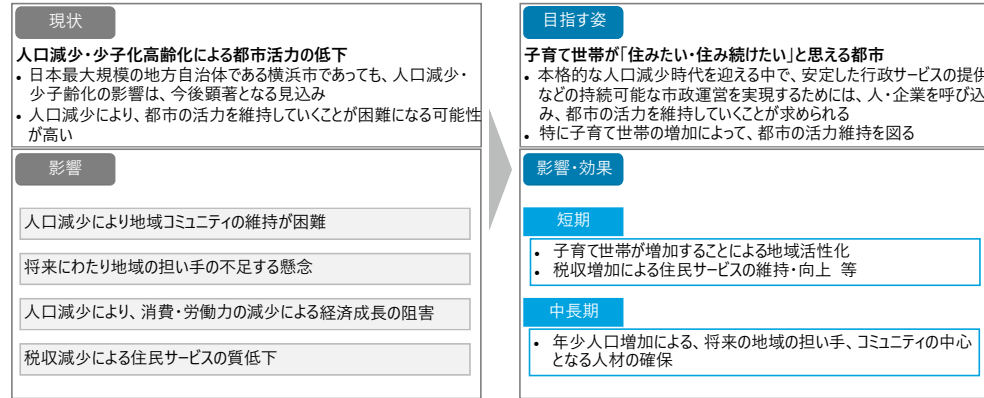 現状
人口減少・少子化高齢化による都市活力の低下
• 日本最大規模の地方自治体である横浜市であっても、人口減少・
少子齢化の影響は、今後顕著となる見込み
• 人口減少により、都市の活力を維持していくことが困難になる可能性
が高い
影響
人口減少により地域コミュニティの維持が困難
将来にわたり地域の担い手の不足する懸念
人口減少により、消費・労働力の減少による経済成長の阻害
税収減少による住民サービスの質低下
目指す姿
子育て世帯が「住みたい・住み続けたい」と思える都市
• 本格的な人口減少時代を迎える中で、安定した行政サービスの提供
などの持続可能な市政運営を実現するためには、人・企業を呼び込
み、都市の活力を維持していくことが求められる
• 特に子育て世帯の増加によって、都市の活力維持を図る
影響・効果
短期
• 子育て世帯が増加することによる地域活性化
• 税収増加による住民サービスの維持・向上 等
中長期
• 年少人口増加による、将来の地域の担い手、コミュニティの中心
となる人材の確保